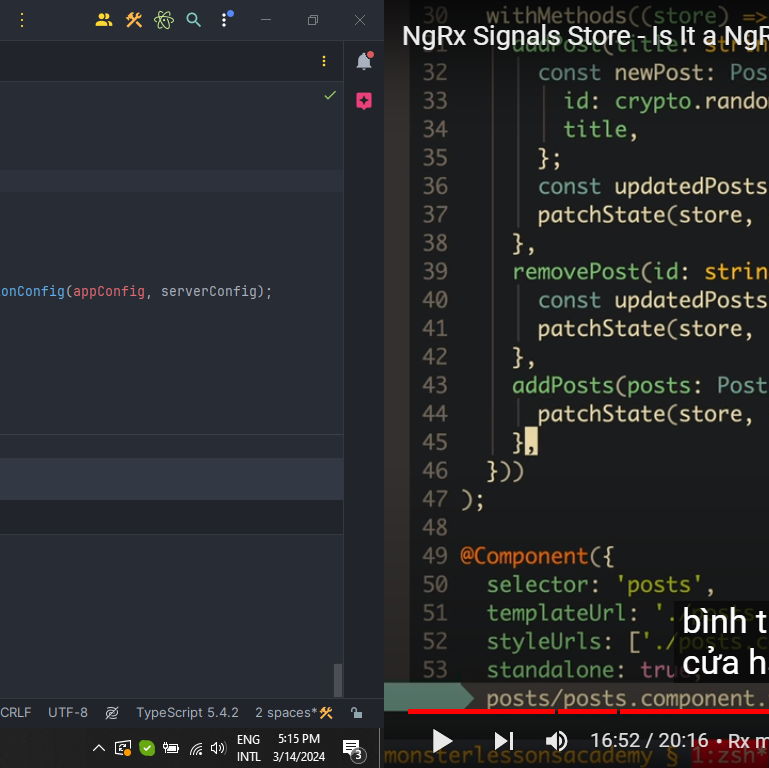 onConfig(appConfig, serverConfig);
CRLF UTF-8 TypeScript 5.4.2 2 spaces*
ENG
INTL
5:15 PM
3/14/2024
3
NgRx Signals Store - Is It a NgR
30 withMethods((store) =>
31 addPost(title: strin
32 const newPost: Pos
33 id: crypto.rando
34 title,
35 };
36 const updatedPosts
37 patchState(store,
38 },
39 removePost(id: strin
40 const updatedPosts
41 patchState(store,
42 },
43 addPosts(posts: Post
44 patchState(store,
45 },
46 }))
47 );
48
49 @Component({
50 selector: 'posts',
51 templateUrl: './posts
52 styleUrls: ['./posts.c
53 standalone: true,
bình t
cửa h
posts/posts.component.
16:52 / 20:16 • Rx m
monsterlessonsacademy § 1:zsh*